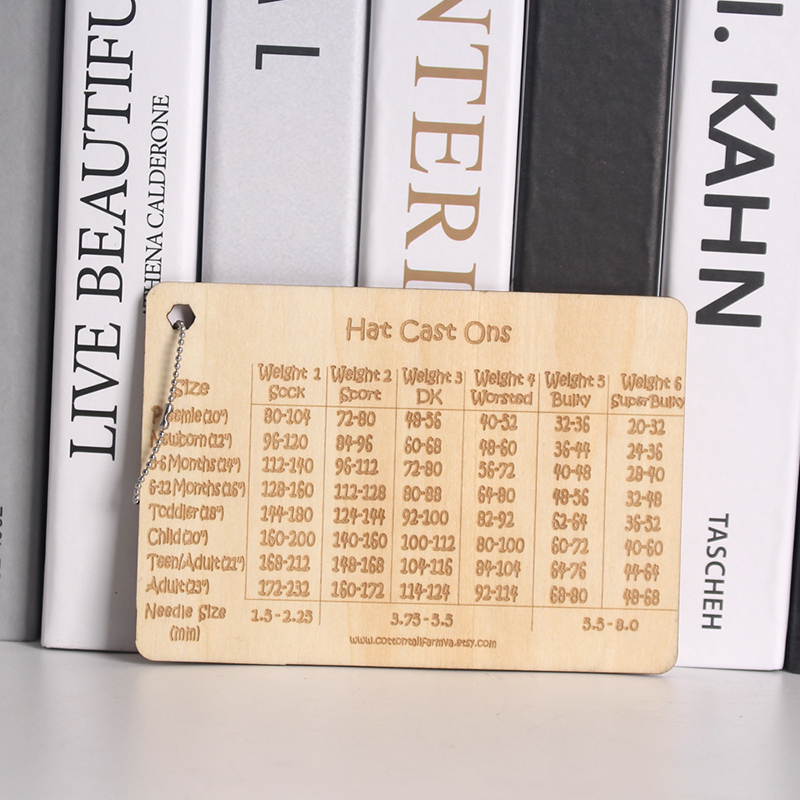 LIVE BEAUTIFUL
ATHENA CALDERONE
L
NTERI
I. KAHN
TASCHEH
Hat Cast Ons
Size Weight 1 Sock Weight 2 Sport Weight 3 DK Weight 4 Worsted Weight 5 Bulky Weight 6 SuperBulky
Preemie(10") 80-104 72-80 48-56 40-52 32-36 20-32
Newborn(12") 96-120 84-96 60-68 48-60 36-44 24-36
3-6 Months(14") 112-140 96-112 72-80 56-72 40-48 28-40
6-12 Months(16") 128-160 112-128 80-88 64-80 48-56 32-48
Toddler(18") 144-180 124-144 92-100 82-92 62-64 36-52
Child(20") 160-200 140-160 100-112 80-100 60-72 40-60
Teen/Adult(21") 168-212 148-168 104-116 84-104 64-76 44-64
Adult(23") 172-232 160-172 114-124 92-114 68-80 48-68
Needle Size (mm) 1.5-2.25 3.75-5.5 5.5-8.0
www.cottontailfarmva.etsy.com